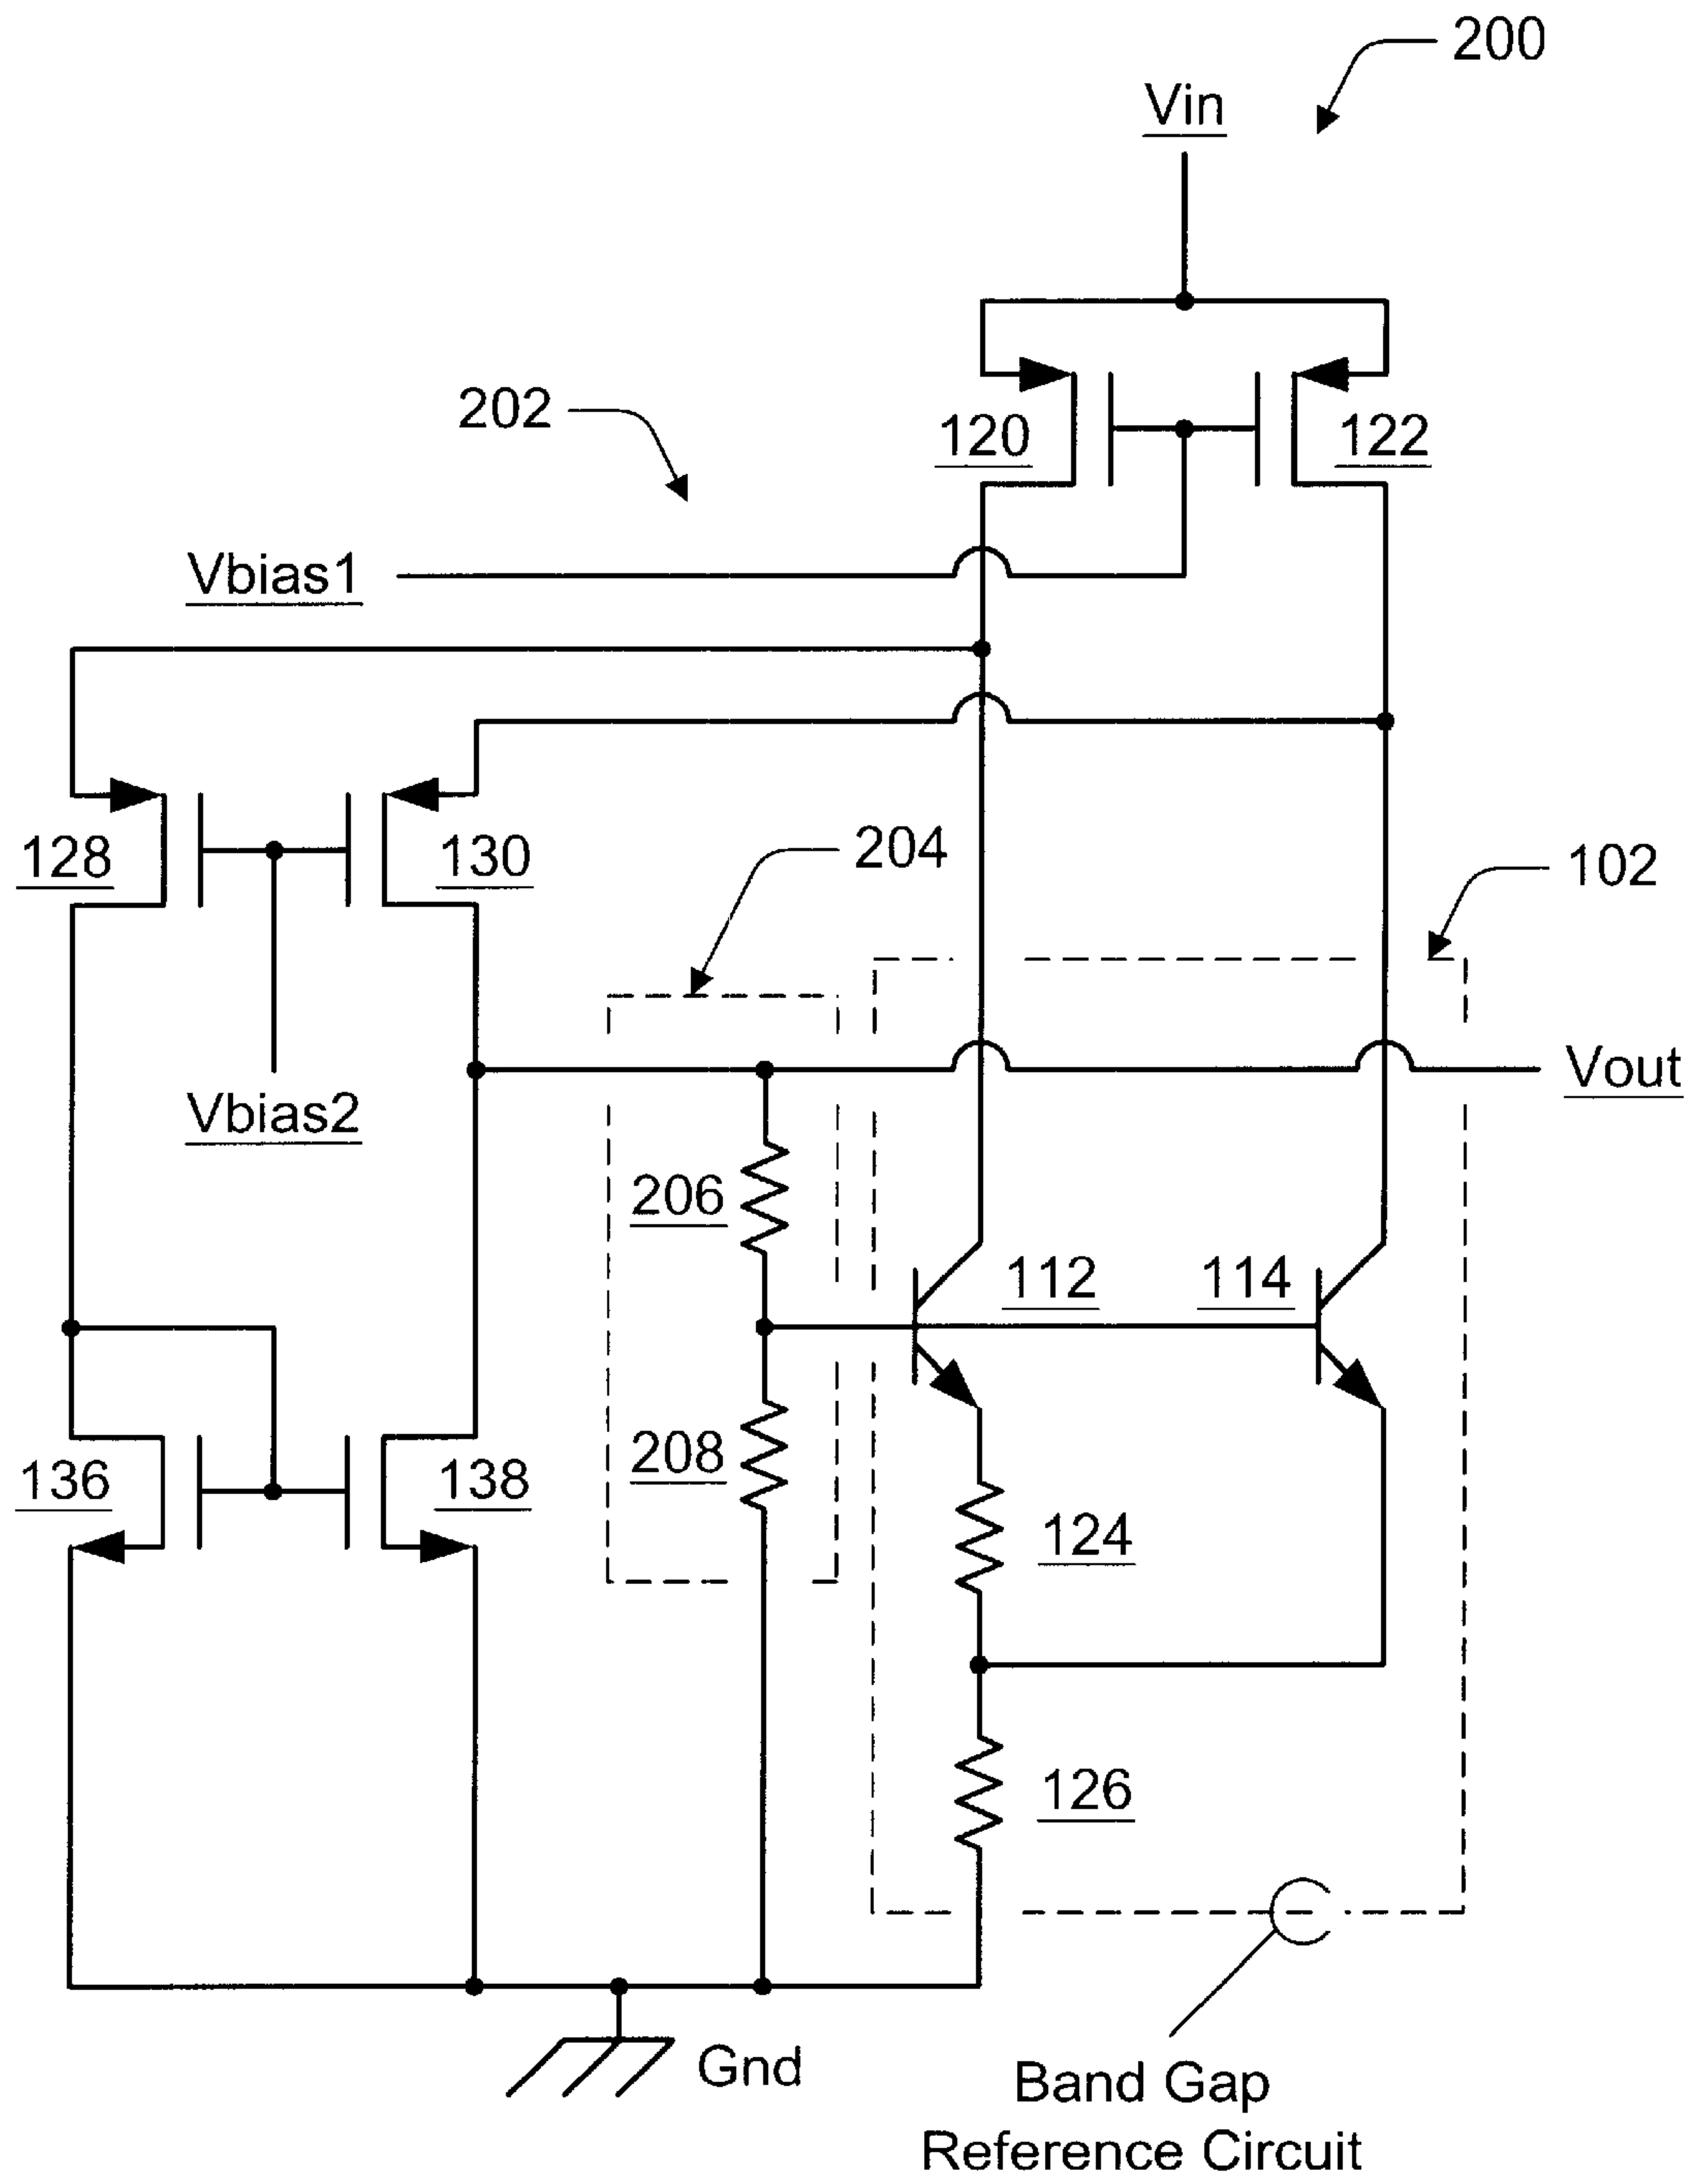 200
Vin
202
120
122
Vbias1
128
130
204
102
Vbias2
Vout
206
112
114
136
138
208
124
126
Gnd
Band Gap
Reference Circuit